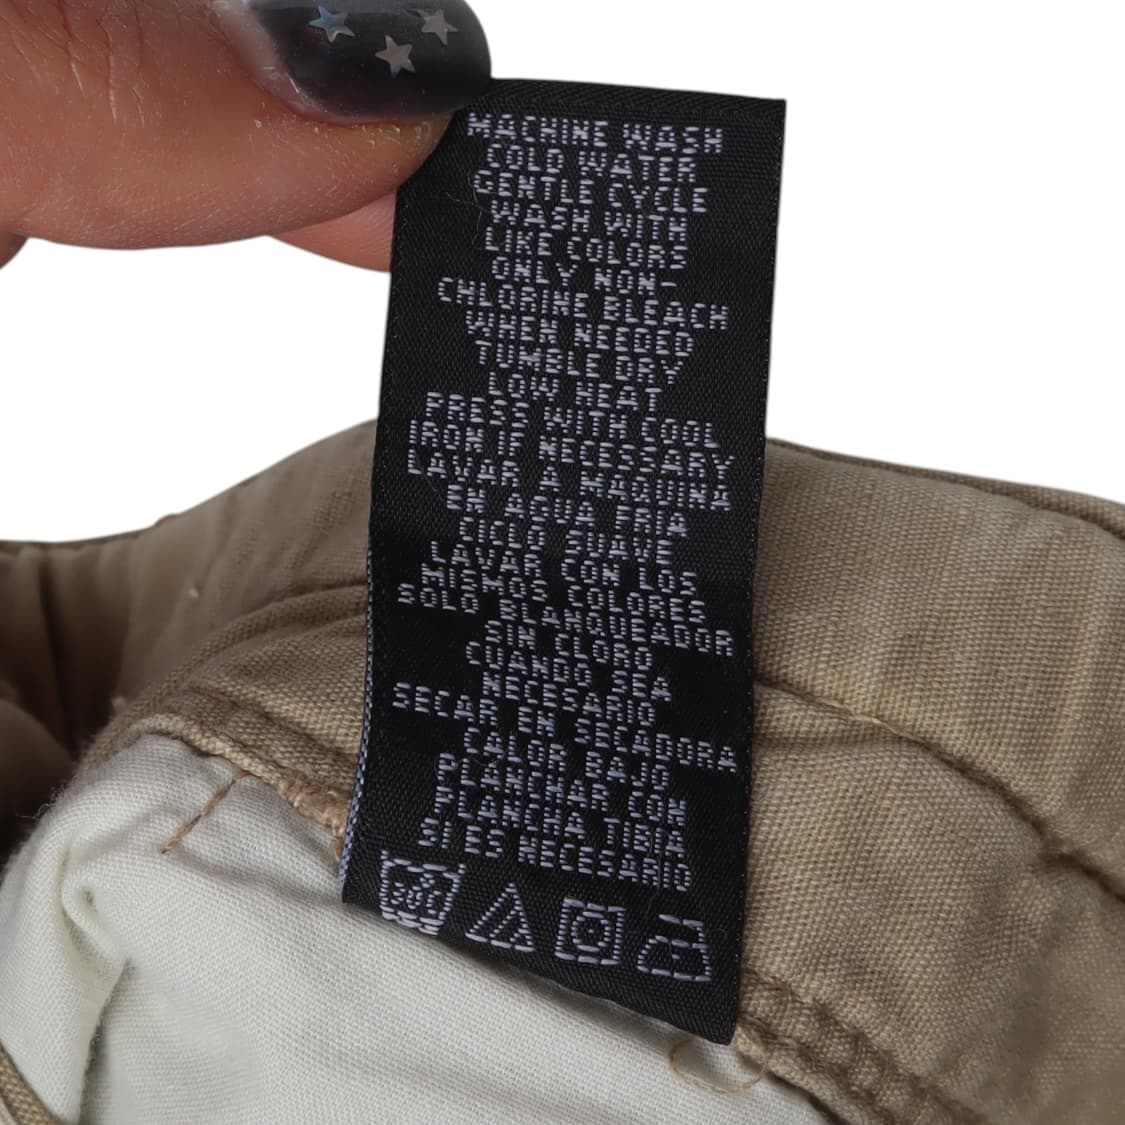 MACHINE WASH
COLD WATER
GENTLE CYCLE
WASH WITH
LIKE COLORS
ONLY NON-
CHLORINE BLEACH
WHEN NEEDED
TUMBLE DRY
LOW HEAT
PRESS WITH COOL
IRON IF NECESSARY
LAVAR A MAQUINA
EN AGUA FRIA
CICLO SUAVE
LAVAR CON LOS
MISMOS COLORES
SOLO BLANQUEADOR
SIN CLORO
CUANDO SEA
NECESARIO
SECAR EN SECADORA
CALOR BAJO
PLANCHAR CON
PLANCHA TIBIA
SI ES NECESARIO